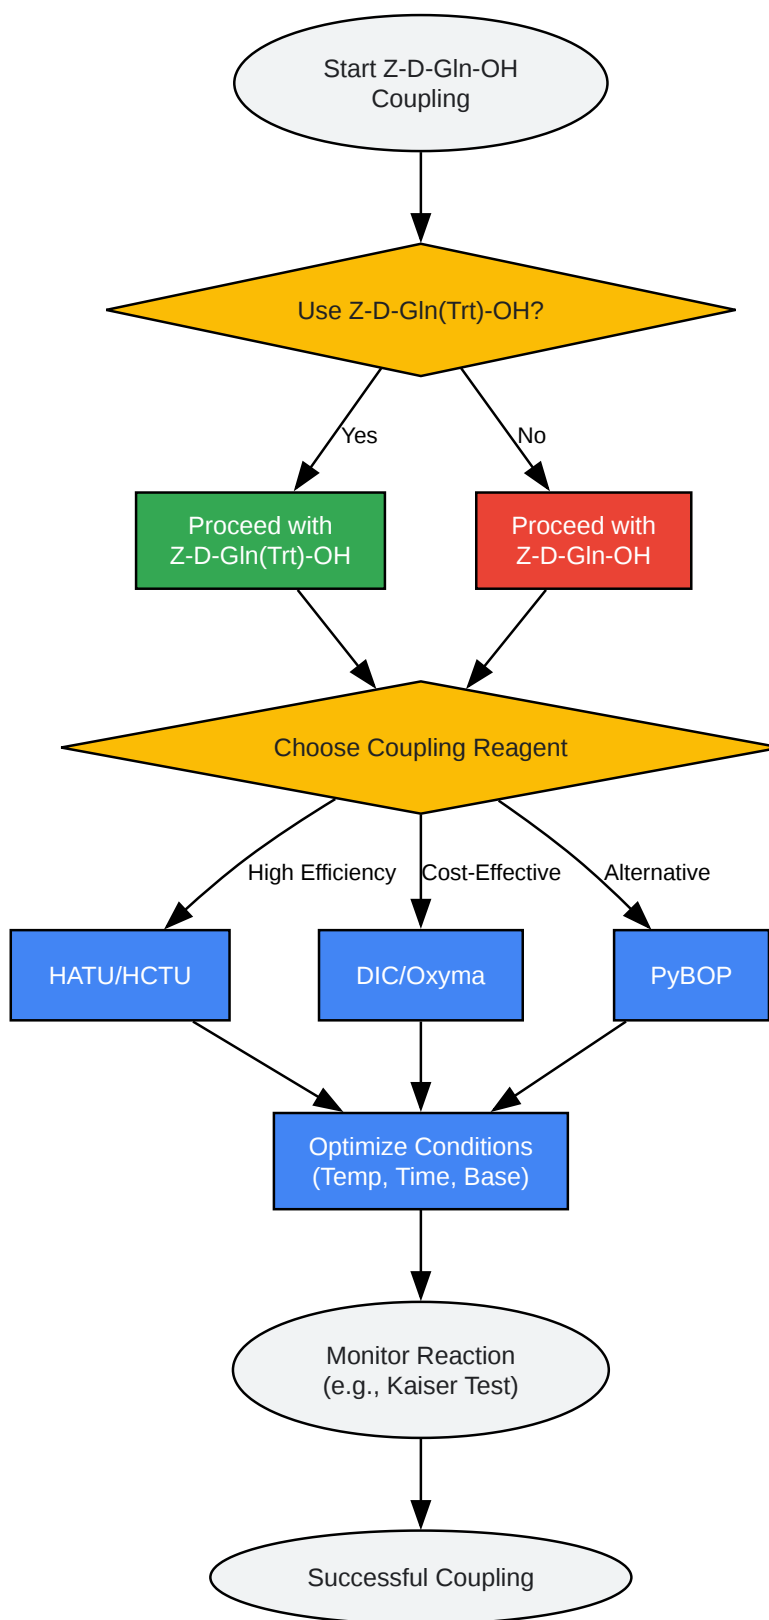 Start Z-D-Gln-OH
Coupling
Use Z-D-Gln(Trt)-OH?
Yes
No
Proceed with
Z-D-Gln(Trt)-OH
Proceed with
Z-D-Gln-OH
Choose Coupling Reagent
High Efficiency
Cost-Effective
Alternative
HATU/HCTU
DIC/Oxyma
PyBOP
Optimize Conditions
(Temp, Time, Base)
Monitor Reaction
(e.g., Kaiser Test)
Successful Coupling